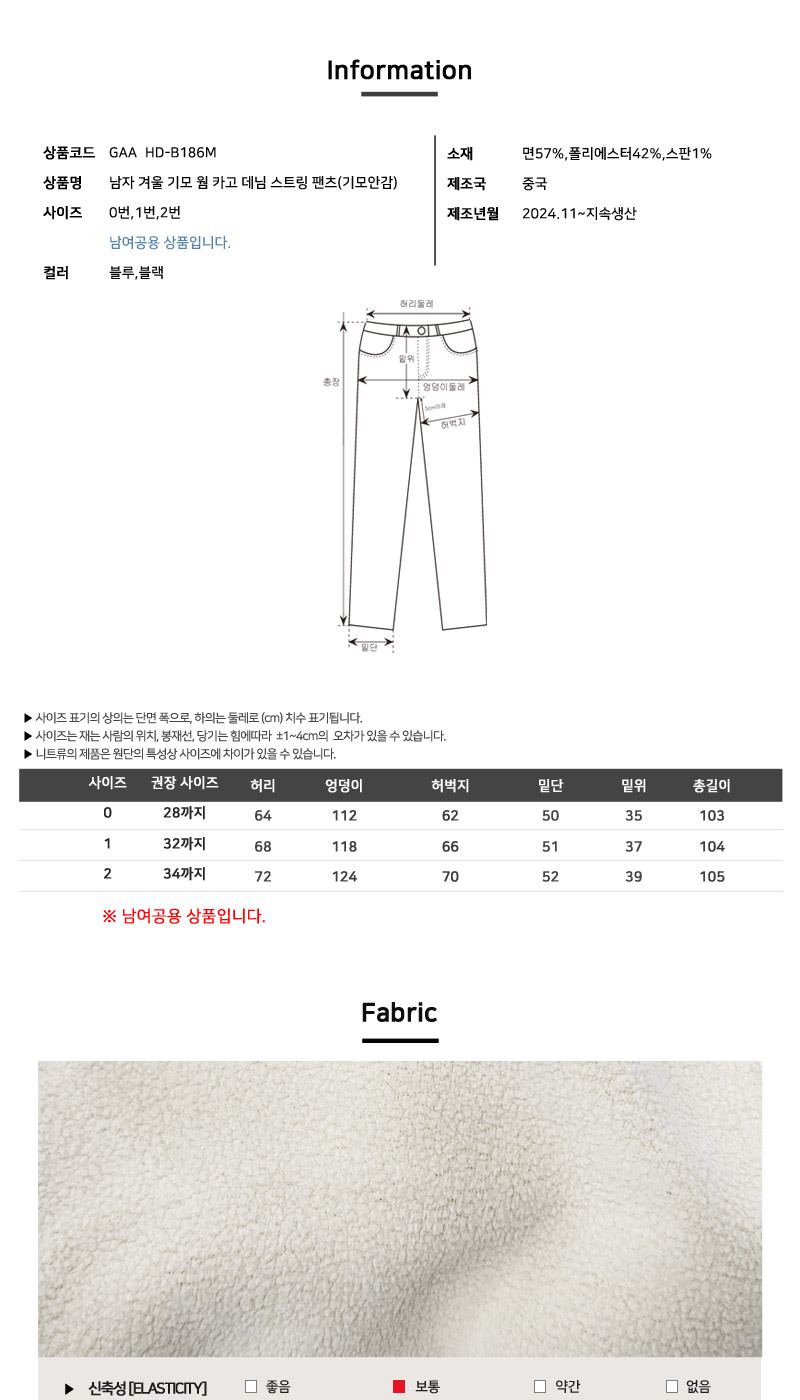 Information
상품코드 GAA HD-B186M
상품명 남자 겨울 기모 웜 카고 데님 스트링 팬츠(기모안감)
사이즈 0번,1번,2번
남여공용 상품입니다.
컬러 블루,블랙
소재 면57%,폴리에스터42%,스판1%
제조국 중국
제조년월 2024.11~지속생산
허리둘레
밑위
총장
엉덩이둘레
5cm아래
허벅지
밑단
▶ 사이즈 표기의 상의는 단면 폭으로, 하의는 둘레로 (cm) 치수 표기됩니다.
▶ 사이즈는 재는 사람의 위치, 봉재선, 당기는 힘에따라 ±1~4cm의 오차가 있을 수 있습니다.
▶ 니트류의 제품은 원단의 특성상 사이즈에 차이가 있을 수 있습니다.
사이즈 권장 사이즈 허리 엉덩이 허벅지 밑단 밑위 총길이
0 28까지 64 112 62 50 35 103
1 32까지 68 118 66 51 37 104
2 34까지 72 124 70 52 39 105
※ 남여공용 상품입니다.
Fabric
▶ 신축성 [ELASTICITY] 좋음 보통 약간 없음